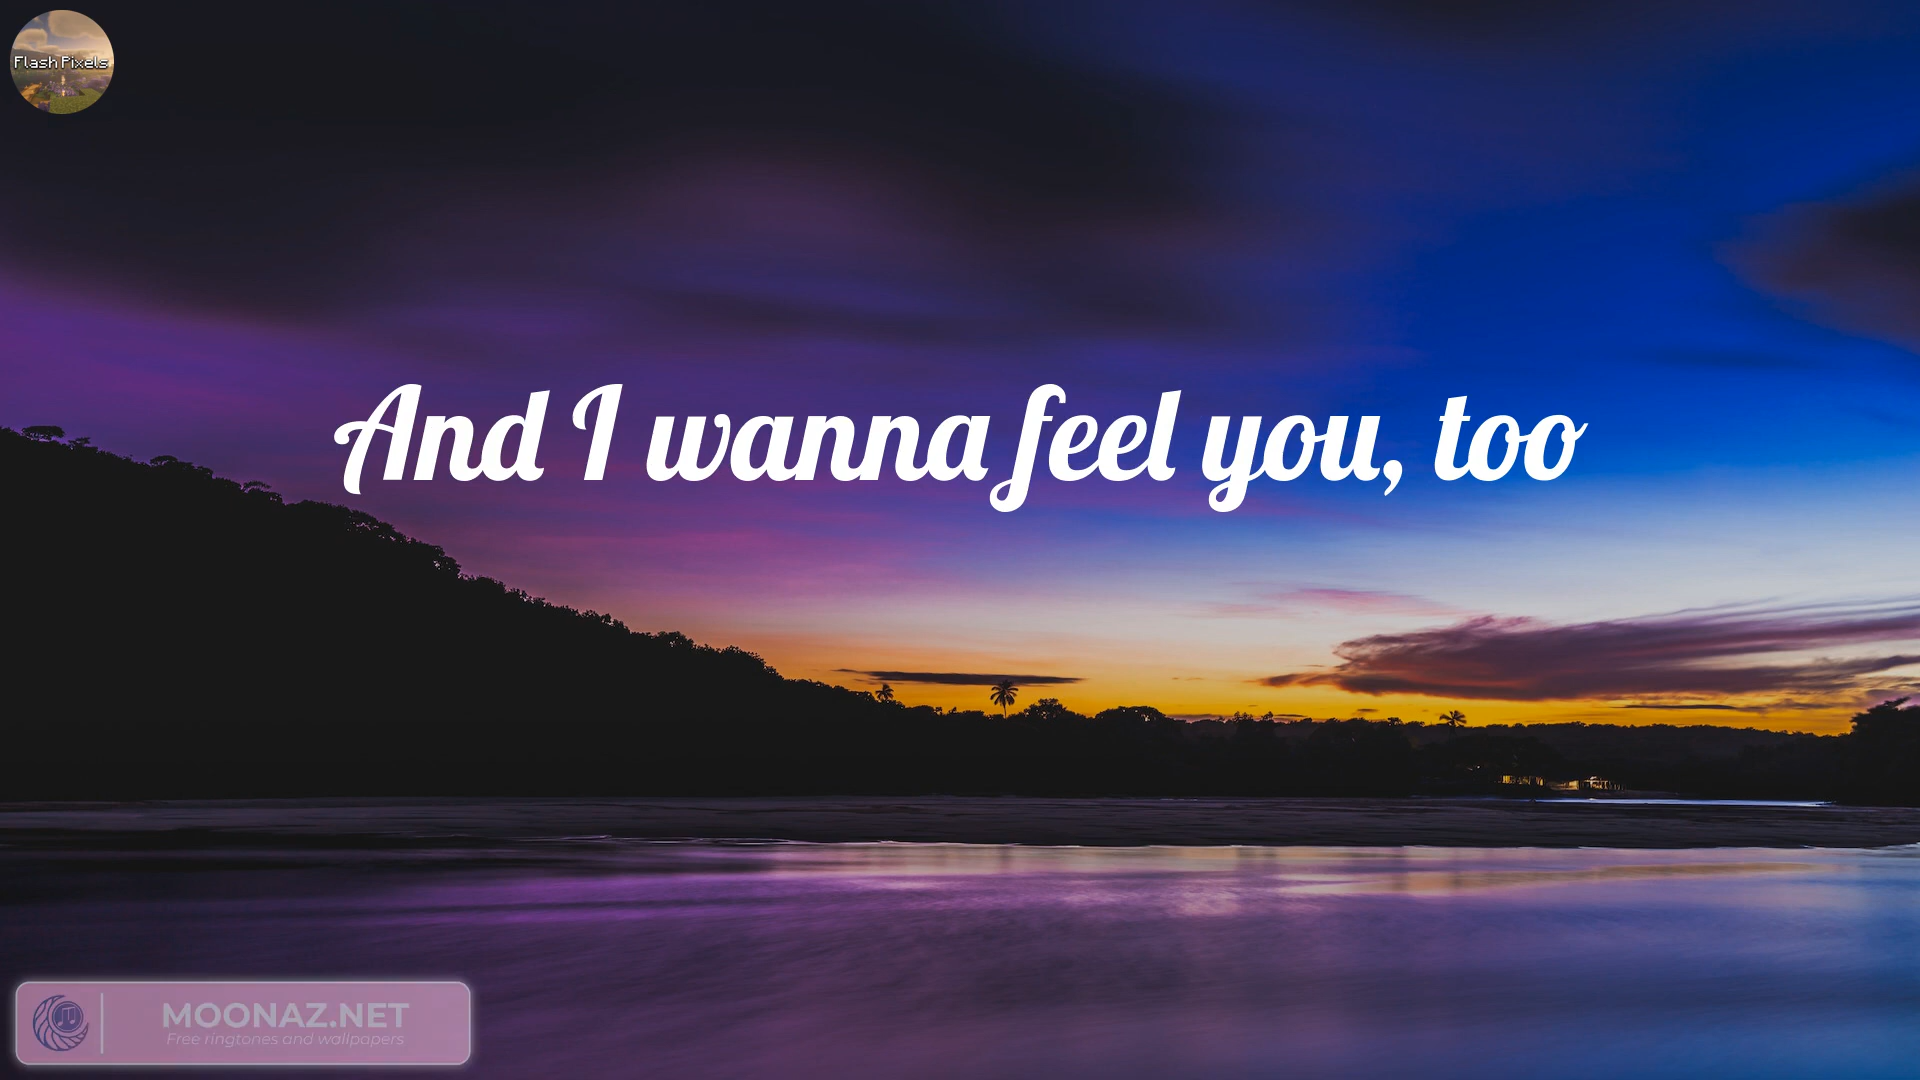 Flash Pixels
And I wanna feel you, too
MOONAZ.NET
Free ringtones and wallpapers